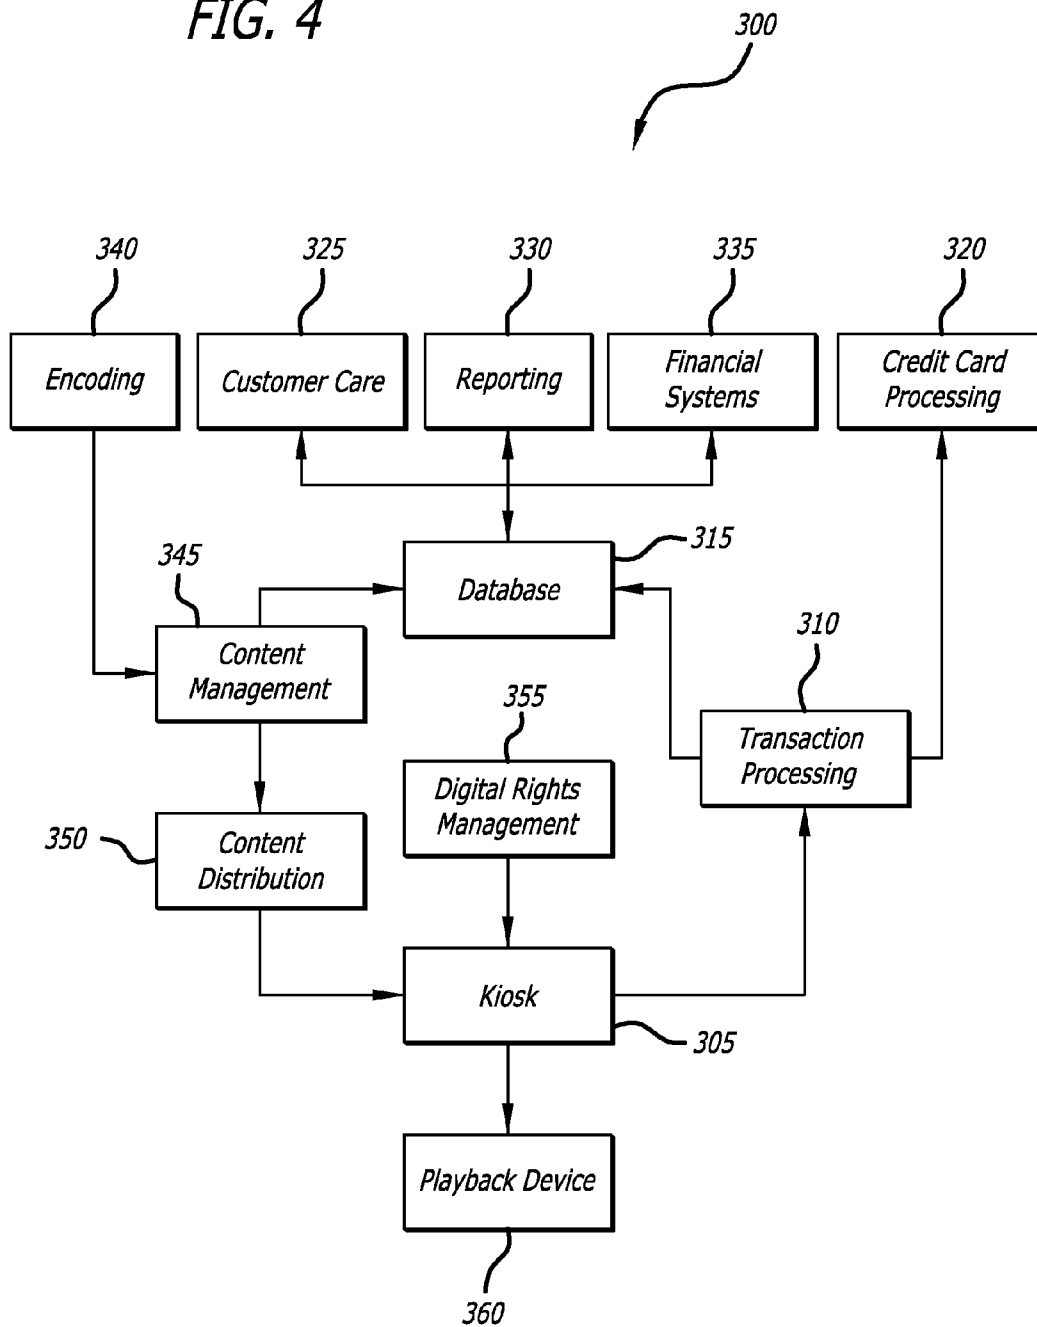 FIG. 4
300
340
325
330
335
320
Encoding
Customer Care
Reporting
Financial
Systems
Credit Card
Processing
315
Database
345
Content
Management
310
Transaction
Processing
355
Digital Rights
Management
350
Content
Distribution
Kiosk
305
Playback Device
360